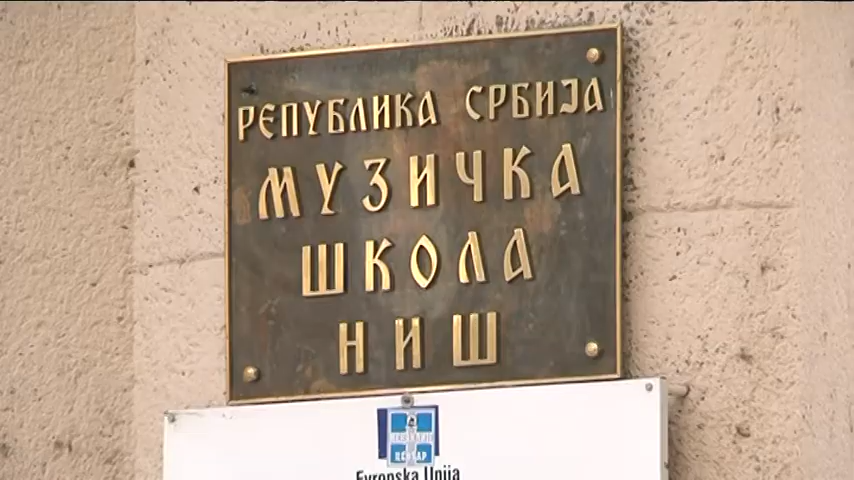 РЕПУБЛИКА СРБИЈА
МУЗИЧКА
ШКОЛА
НИШ
Evropska Unija